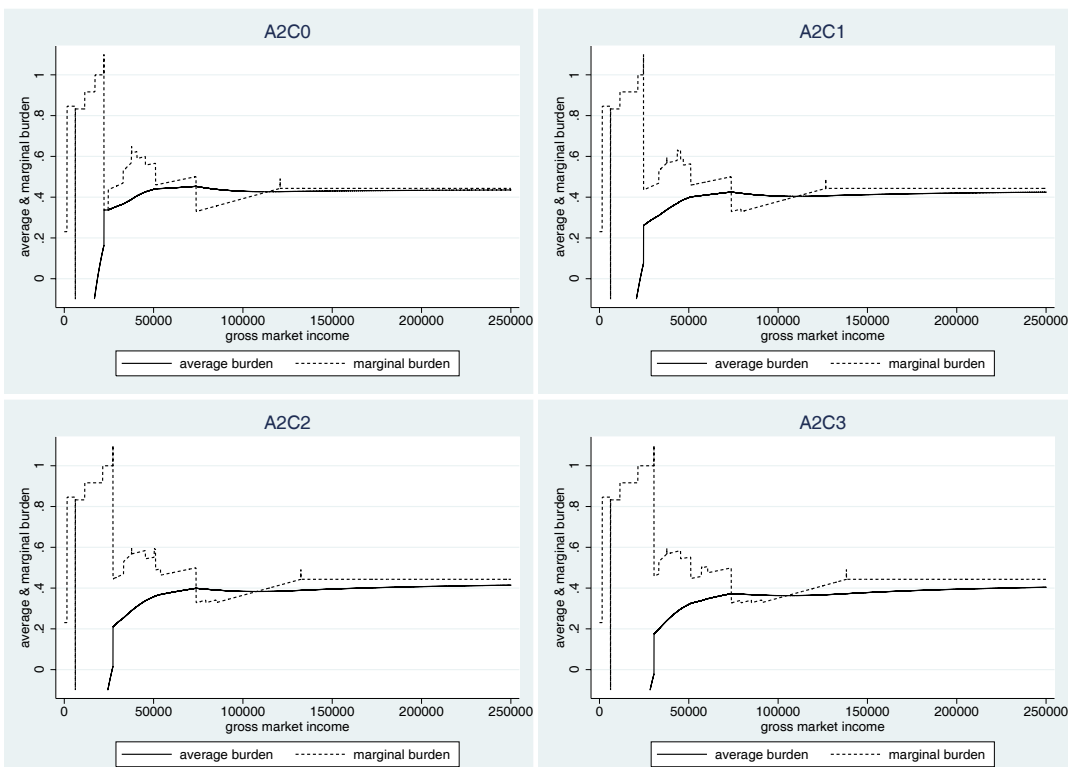 A2C0
average & marginal burden
1
.8
.6
.4
.2
0
0 50000 100000 150000 200000 250000
gross market income
average burden marginal burden
A2C1
average & marginal burden
1
.8
.6
.4
.2
0
0 50000 100000 150000 200000 250000
gross market income
average burden marginal burden
A2C2
average & marginal burden
1
.8
.6
.4
.2
0
0 50000 100000 150000 200000 250000
gross market income
average burden marginal burden
A2C3
average & marginal burden
1
.8
.6
.4
.2
0
0 50000 100000 150000 200000 250000
gross market income
average burden marginal burden